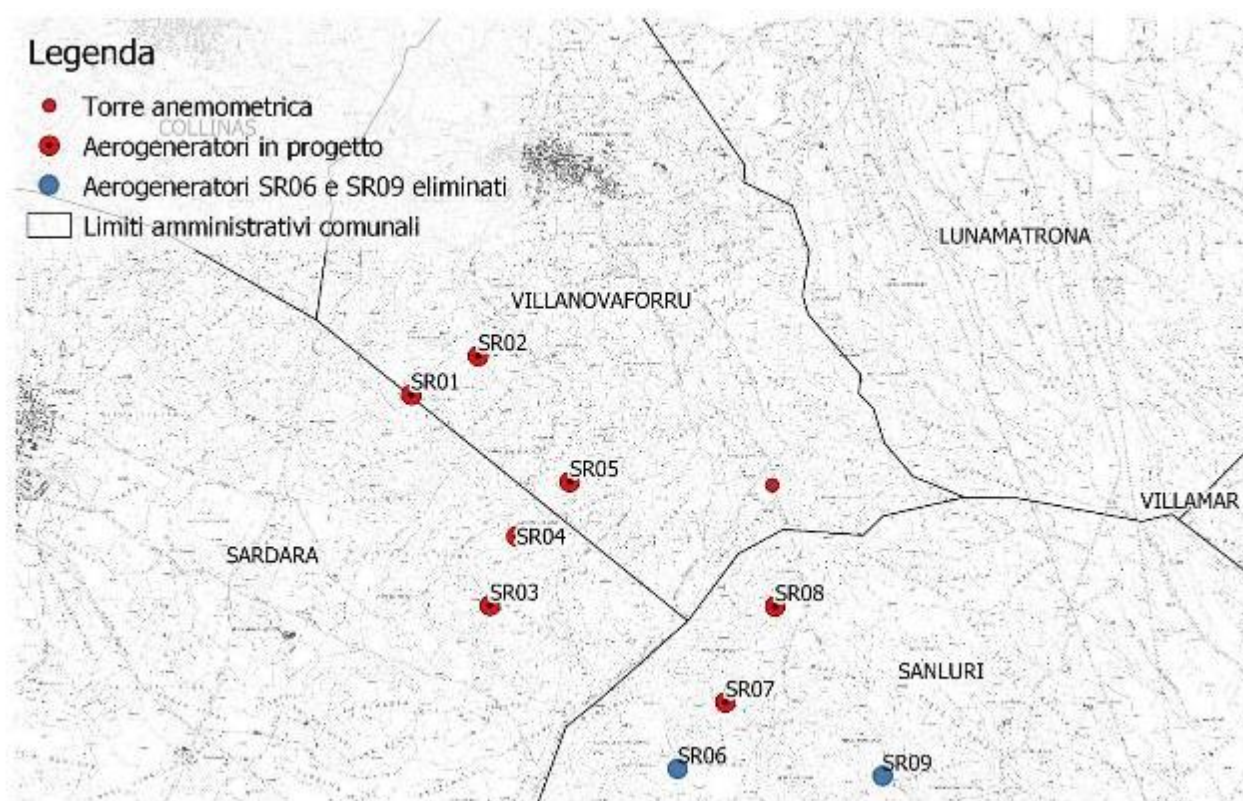 Legenda
Torre anemometrica
COLLINAS
Aerogeneratori in progetto
Aerogeneratori SR06 e SR09 eliminati
Limiti amministrativi comunali
LUNAMATRONA
VILLANOVAFORRU
SR02
SR01
SR05
VILLAMAR
SR04
SARDARA
SR03
SR08
SANLURI
SR07
SR06
SR09